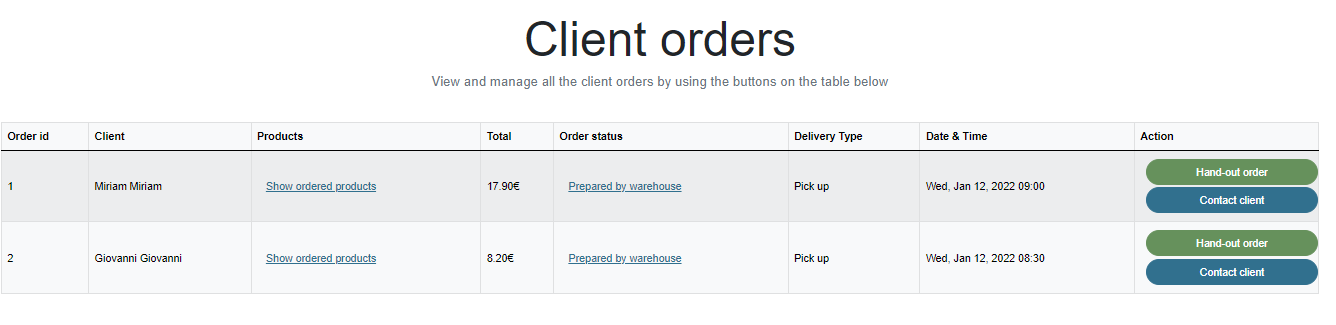 Client orders
View and manage all the client orders by using the buttons on the table below
Order id Client Products Total Order status Delivery Type Date & Time Action
1 Miriam Miriam Show ordered products 17.90€ Prepared by warehouse Pick up Wed, Jan 12, 2022 09:00 Hand-out order
Contact client
2 Giovanni Giovanni Show ordered products 8.20€ Prepared by warehouse Pick up Wed, Jan 12, 2022 08:30 Hand-out order
Contact client